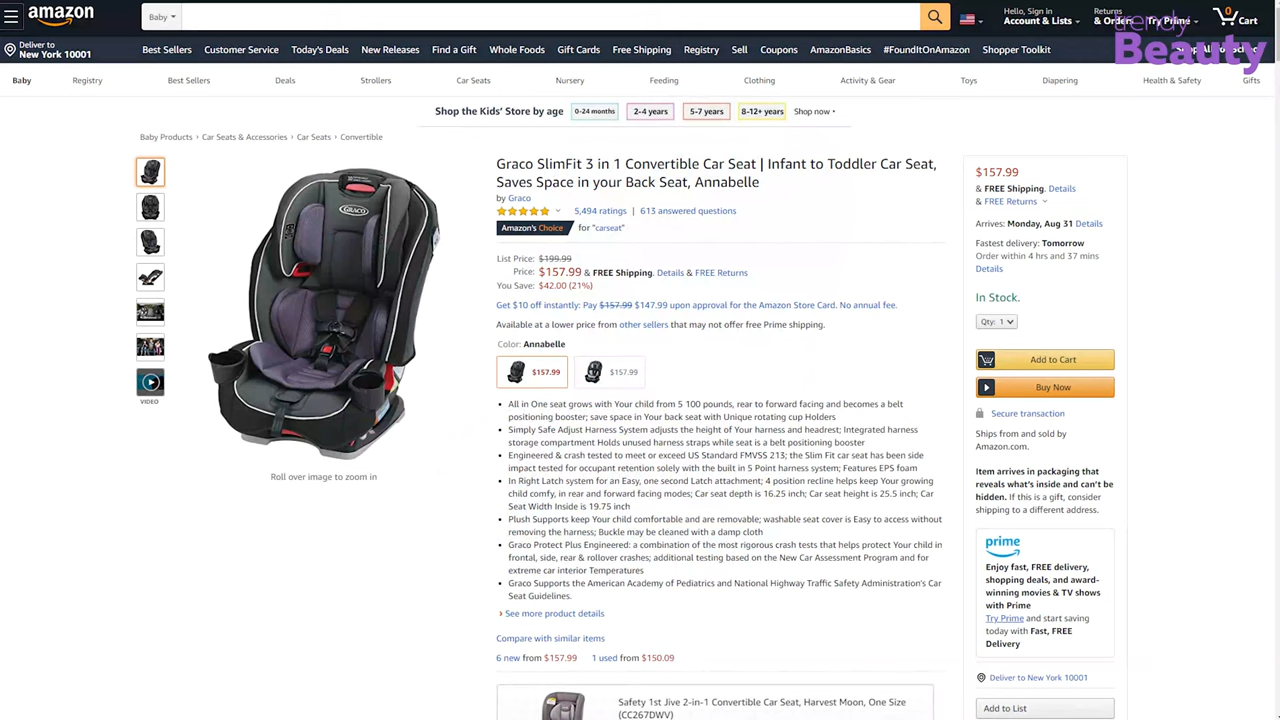 amazon
Baby
Hello, Sign in
Account & Lists
Returns
& Orders
Try Prime
0
Cart
trendy
Beauty
Deliver to
New York 10001
Best Sellers
Customer Service
Today's Deals
New Releases
Find a Gift
Whole Foods
Gift Cards
Free Shipping
Registry
Sell
Coupons
AmazonBasics
#FoundItOnAmazon
Shopper Toolkit
Baby
Registry
Best Sellers
Deals
Strollers
Car Seats
Nursery
Feeding
Clothing
Activity & Gear
Toys
Diapering
Health & Safety
Gifts
Shop the Kids' Store by age
0-24 months
2-4 years
5-7 years
8-12+ years
Shop now
Baby Products › Car Seats & Accessories › Car Seats › Convertible
GRACO
VIDEO
Roll over image to zoom in
Graco SlimFit 3 in 1 Convertible Car Seat | Infant to Toddler Car Seat,
Saves Space in your Back Seat, Annabelle
by Graco
5,494 ratings | 613 answered questions
Amazon's Choice for "carseat"
List Price: $199.99
Price: $157.99 & FREE Shipping. Details & FREE Returns
You Save: $42.00 (21%)
Get $10 off instantly: Pay $157.99 $147.99 upon approval for the Amazon Store Card. No annual fee.
Available at a lower price from other sellers that may not offer free Prime shipping.
Color: Annabelle
$157.99
$157.99
• All in One seat grows with Your child from 5 100 pounds, rear to forward facing and becomes a belt
positioning booster; save space in Your back seat with Unique rotating cup Holders
• Simply Safe Adjust Harness System adjusts the height of Your harness and headrest; Integrated harness
storage compartment Holds unused harness straps while seat is a belt positioning booster
• Engineered & crash tested to meet or exceed US Standard FMVSS 213; the Slim Fit car seat has been side
impact tested for occupant retention solely with the built in 5 Point harness system; Features EPS foam
• In Right Latch system for an Easy, one second Latch attachment; 4 position recline helps keep Your growing
child comfy, in rear and forward facing modes; Car seat depth is 16.25 inch; Car seat height is 25.5 inch; Car
Seat Width Inside is 19.75 inch
• Plush Supports keep Your child comfortable and are removable; washable seat cover is Easy to access without
removing the harness; Buckle may be cleaned with a damp cloth
• Graco Protect Plus Engineered: a combination of the most rigorous crash tests that helps protect Your child in
frontal, side, rear & rollover crashes; additional testing based on the New Car Assessment Program and for
extreme car interior Temperatures
• Graco Supports the American Academy of Pediatrics and National Highway Traffic Safety Administration's Car
Seat Guidelines.
› See more product details
Compare with similar items
6 new from $157.99 1 used from $150.09
Safety 1st Jive 2-in-1 Convertible Car Seat, Harvest Moon, One Size
(CC267DWV)
$157.99
& FREE Shipping. Details
& FREE Returns
Arrives: Monday, Aug 31 Details
Fastest delivery: Tomorrow
Order within 4 hrs and 37 mins
Details
In Stock.
Qty: 1
Add to Cart
Buy Now
Secure transaction
Ships from and sold by
Amazon.com.
Item arrives in packaging that
reveals what's inside and can't be
hidden. If this is a gift, consider
shipping to a different address.
prime
Enjoy fast, FREE delivery,
shopping deals, and award-
winning movies & TV shows
with Prime
Try Prime and start saving
today with Fast, FREE
Delivery
Deliver to New York 10001
Add to List